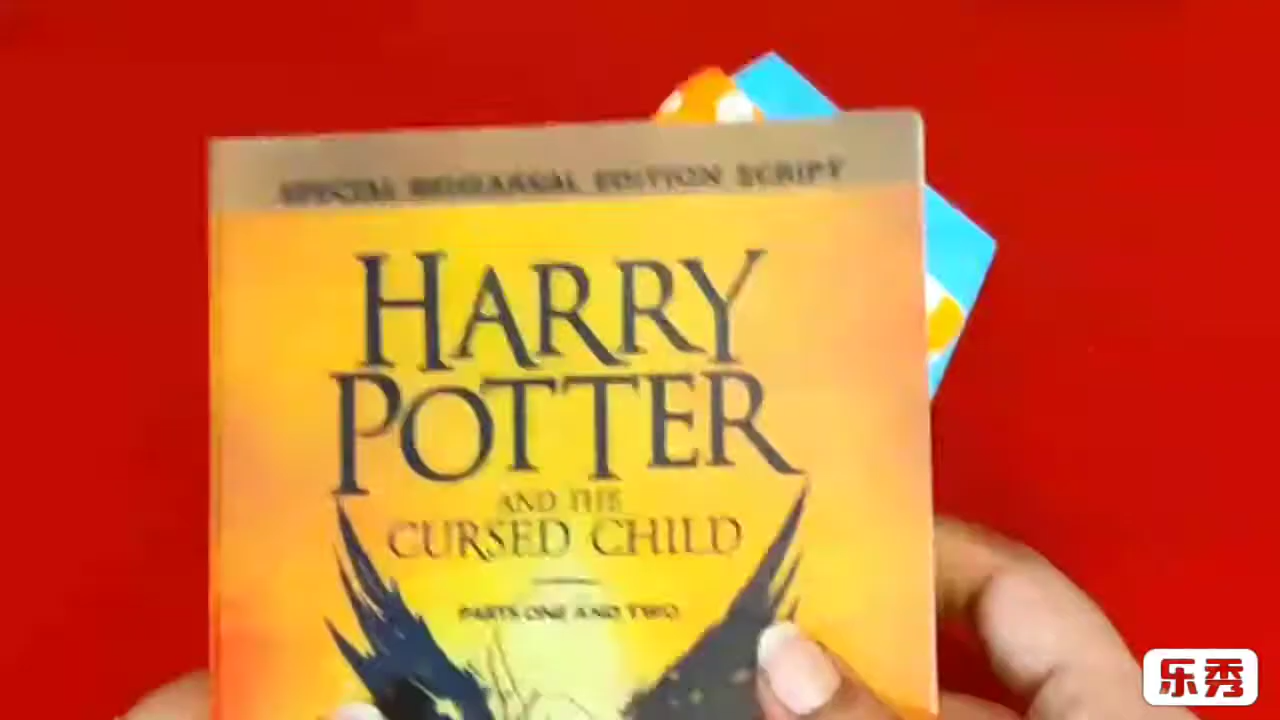 SPECIAL REHEARSAL EDITION SCRIPT
HARRY
POTTER
AND THE
CURSED CHILD
PARTS ONE AND TWO
乐秀